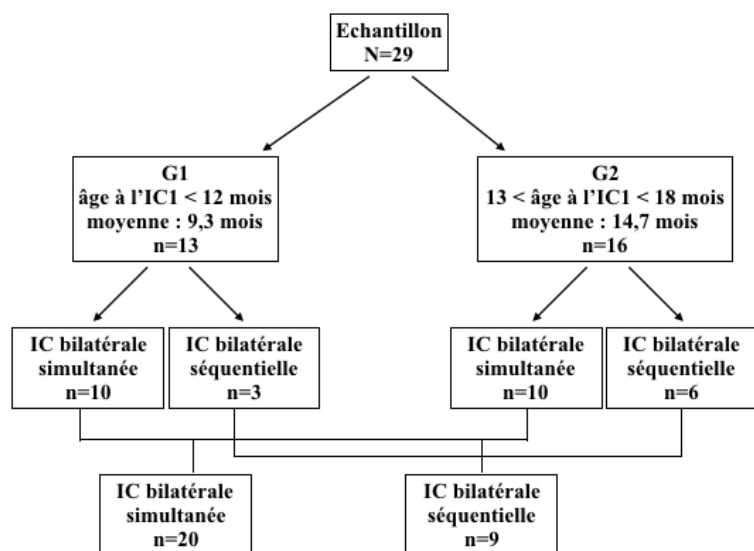 Echantillon
N=29
G1
âge à l'IC1 < 12 mois
moyenne : 9,3 mois
n=13
G2
13 < âge à l'IC1 < 18 mois
moyenne : 14,7 mois
n=16
IC bilatérale
simultanée
n=10
IC bilatérale
séquentielle
n=3
IC bilatérale
simultanée
n=10
IC bilatérale
séquentielle
n=6
IC bilatérale
simultanée
n=20
IC bilatérale
séquentielle
n=9